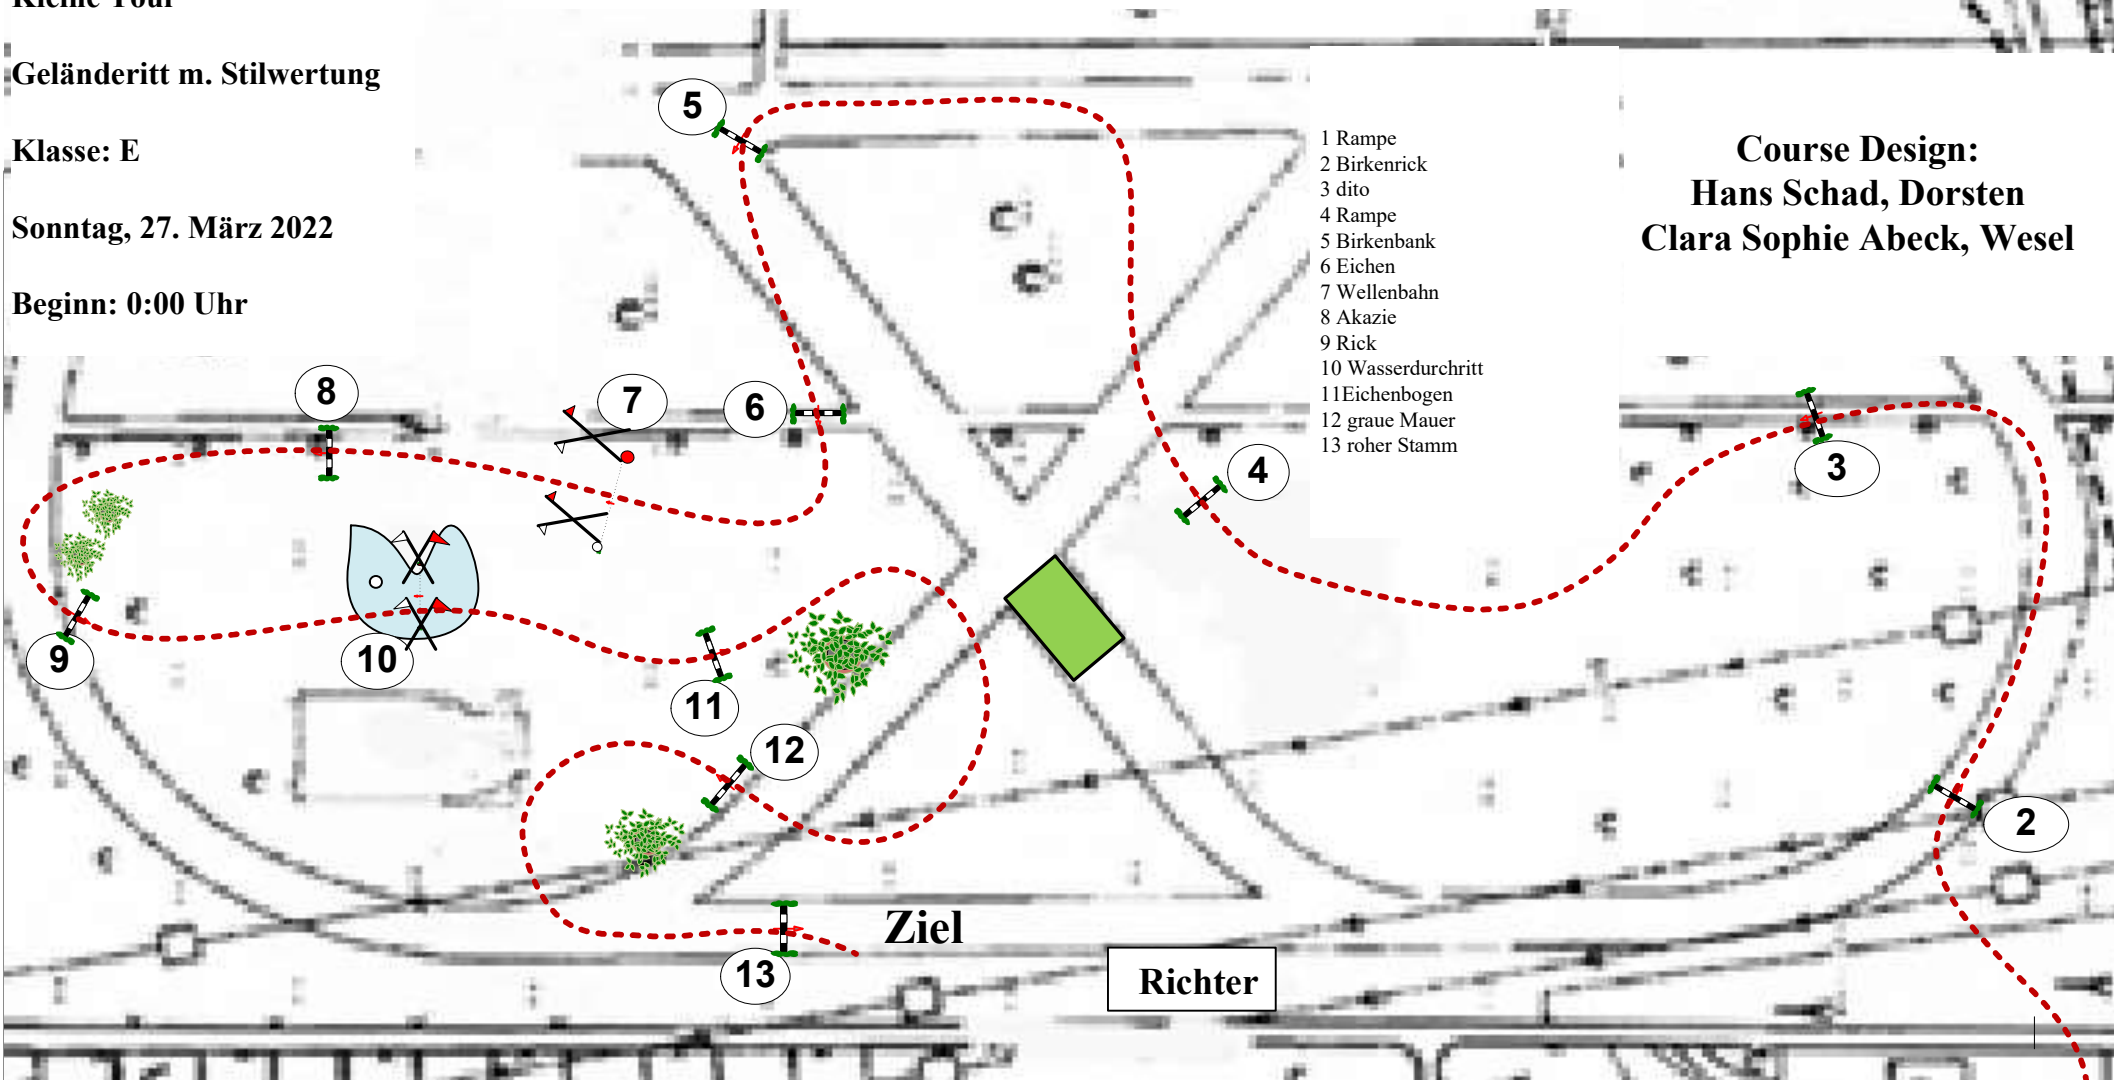 Kleine Tour
Geländeritt m. Stilwertung
Klasse: E
Sonntag, 27. März 2022
Beginn: 0:00 Uhr
1 Rampe
2 Birkenrick
3 dito
4 Rampe
5 Birkenbank
6 Eichen
7 Wellenbahn
8 Akazie
9 Rick
10 Wasserdurchritt
11Eichenbogen
12 graue Mauer
13 roher Stamm
Course Design:
Hans Schad, Dorsten
Clara Sophie Abeck, Wesel
5
8
7
6
4
3
9
10
11
12
2
13
Ziel
Richter